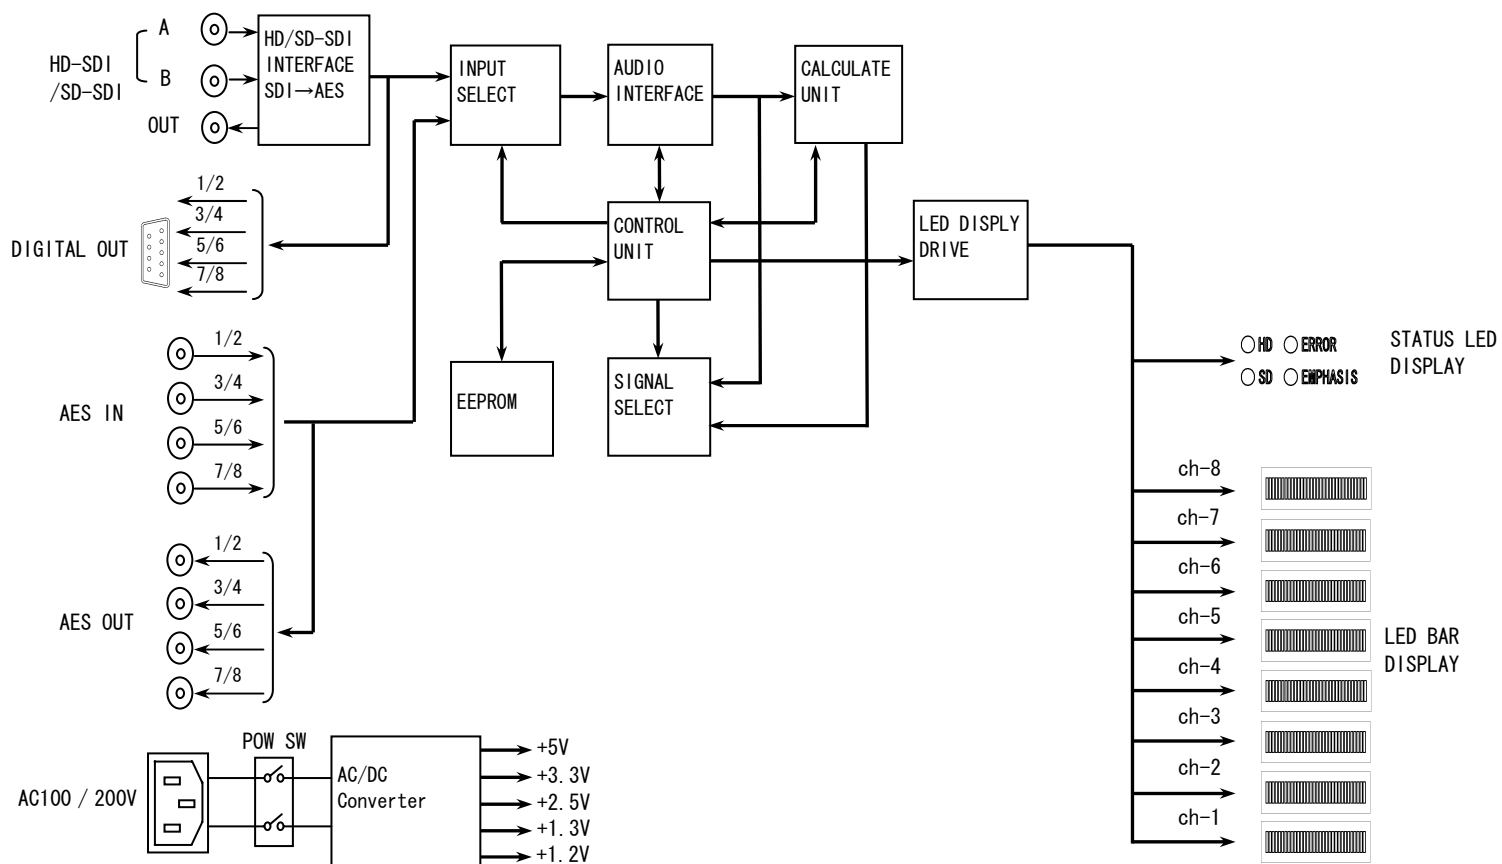 HD-SDI
/SD-SDI
A
B
OUT
HD/SD-SDI
INTERFACE
SDI→AES
INPUT
SELECT
AUDIO
INTERFACE
CALCULATE
UNIT
DIGITAL OUT
1/2
3/4
5/6
7/8
CONTROL
UNIT
LED DISPLY
DRIVE
AES IN
1/2
3/4
5/6
7/8
EEPROM
SIGNAL
SELECT
HD ERROR
SD EMPHASIS
STATUS LED
DISPLAY
AES OUT
1/2
3/4
5/6
7/8
ch-8
ch-7
ch-6
ch-5
ch-4
ch-3
ch-2
ch-1
LED BAR
DISPLAY
AC100 / 200V
POW SW
AC/DC
Converter
+5V
+3.3V
+2.5V
+1.3V
+1.2V